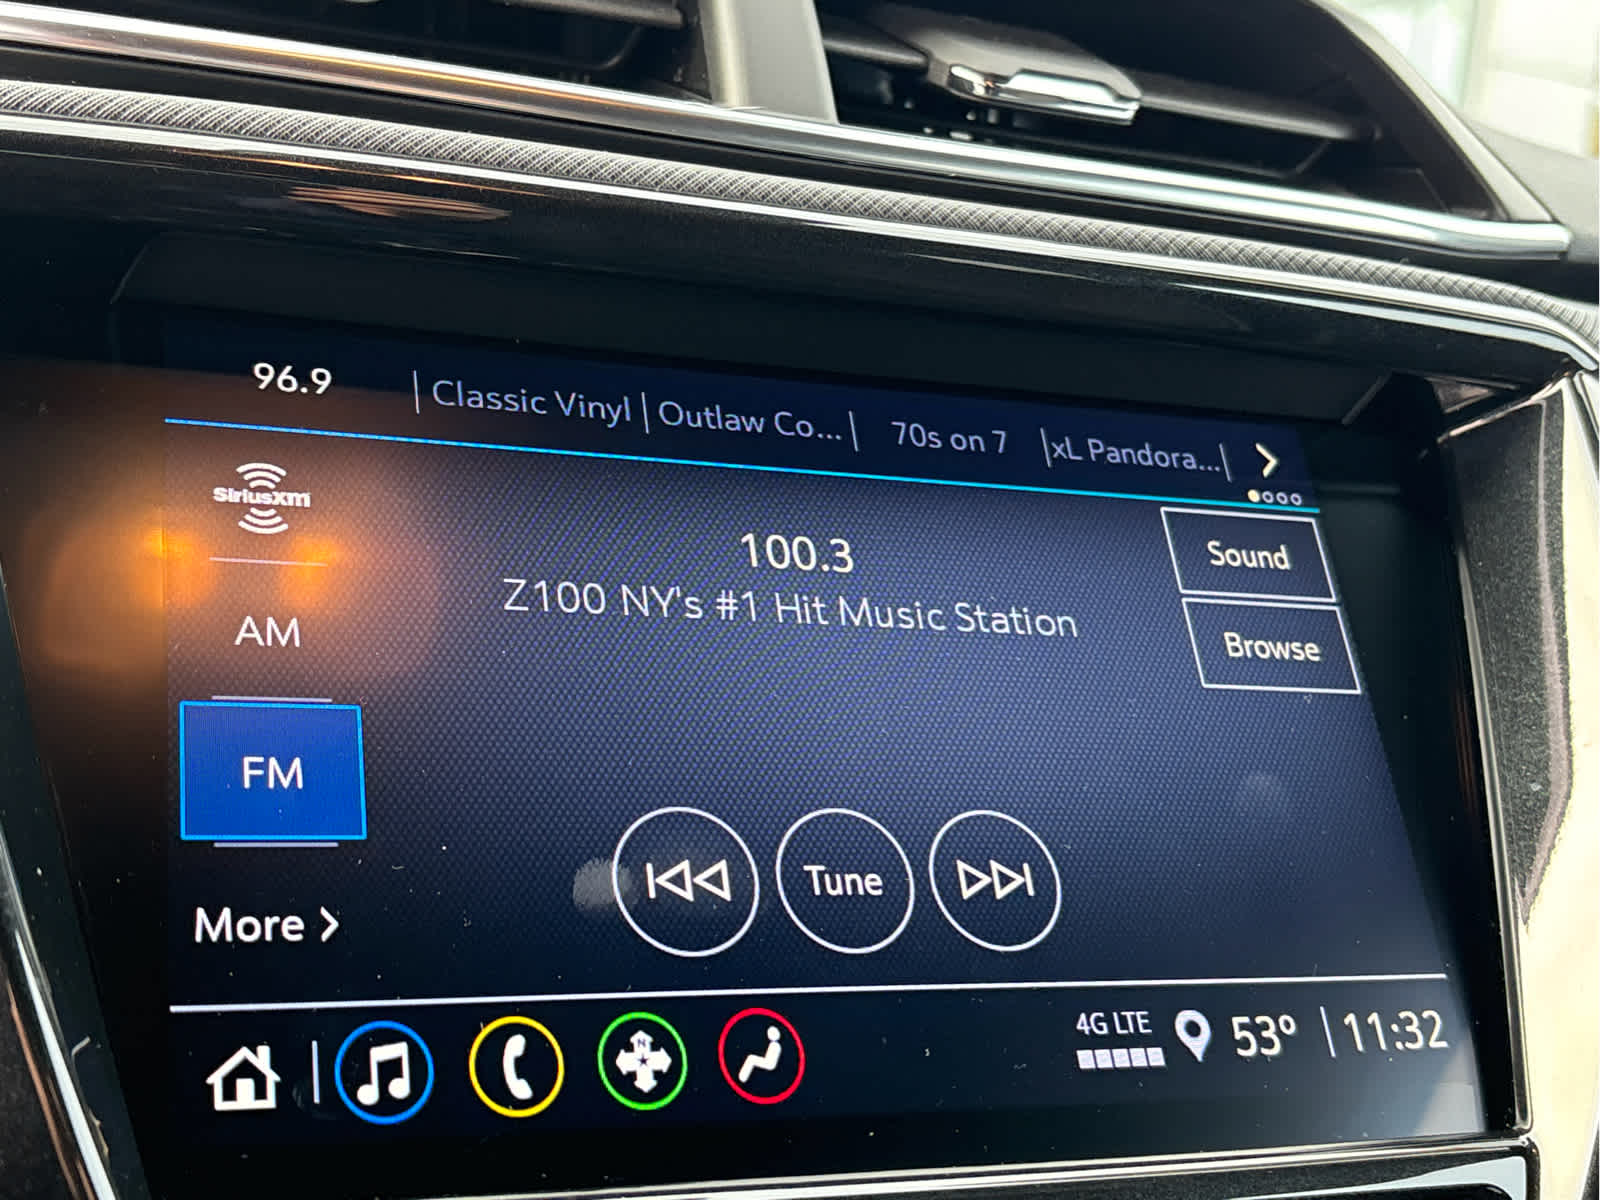 96.9 | Classic Vinyl | Outlaw Co... | 70s on 7 | xL Pandora... |
SiriusXM
100.3
Sound
Z100 NY's #1 Hit Music Station
AM
Browse
FM
Tune
More
4G LTE
53° | 11:32
N